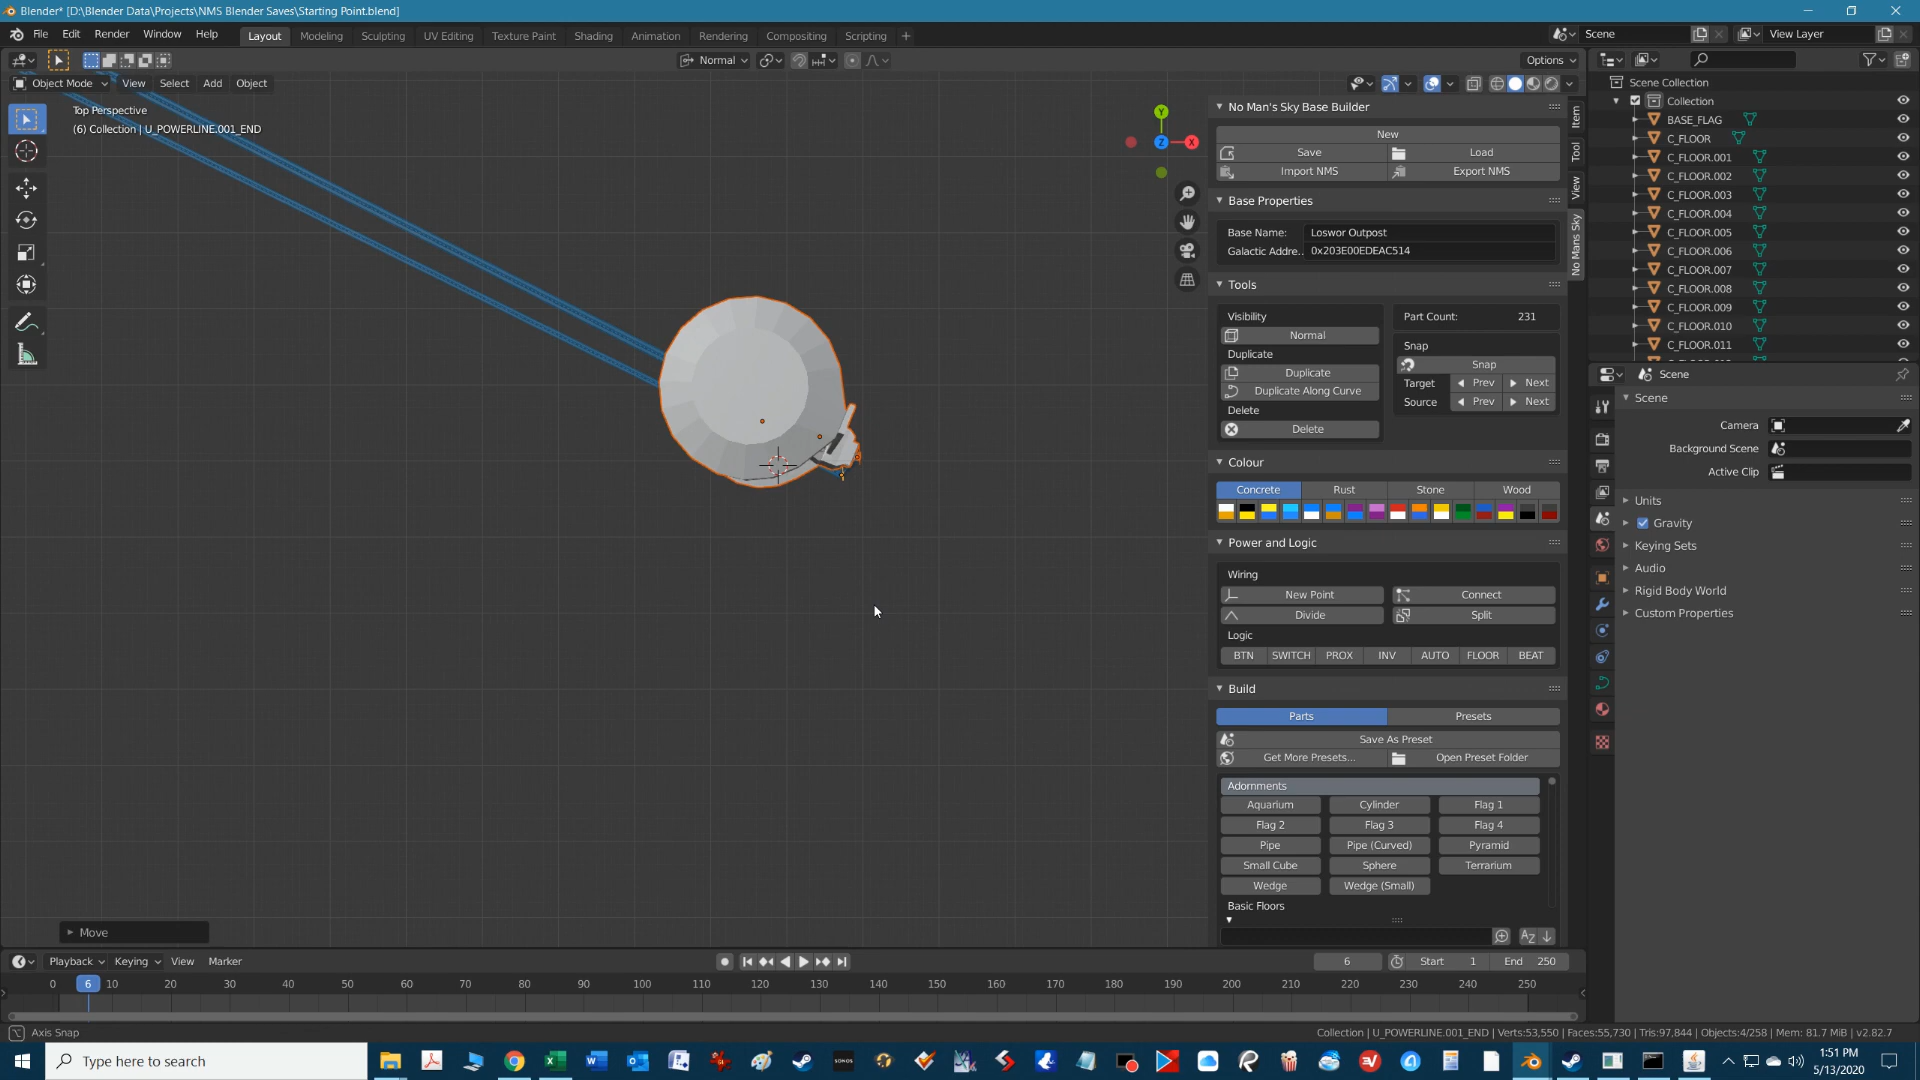 Blender* [D:\Blender Data\Projects\NMS Blender Saves\Starting Point.blend]
File Edit Render Window Help Layout Modeling Sculpting UV Editing Texture Paint Shading Animation Rendering Compositing Scripting + Scene View Layer
Normal Options
Object Mode View Select Add Object
Top Perspective
(6) Collection | U_POWERLINE.001_END
Y
X
Z
No Man's Sky Base Builder
New
Save Load
Import NMS Export NMS
Base Properties
Base Name: Loswor Outpost
Galactic Addre.. 0x203E00EDEAC514
Tools
Visibility
Normal
Duplicate
Duplicate
Duplicate Along Curve
Delete
Delete
Part Count: 231
Snap
Snap
Target Prev Next
Source Prev Next
Colour
Concrete Rust Stone Wood
Power and Logic
Wiring
New Point Connect
Divide Split
Logic
BTN SWITCH PROX INV AUTO FLOOR BEAT
Build
Parts Presets
Save As Preset
Get More Presets... Open Preset Folder
Adornments
Aquarium Cylinder Flag 1
Flag 2 Flag 3 Flag 4
Pipe Pipe (Curved) Pyramid
Small Cube Sphere Terrarium
Wedge Wedge (Small)
Basic Floors
Item
Tool
View
No Mans Sky
Scene Collection
Collection
BASE_FLAG
C_FLOOR
C_FLOOR.001
C_FLOOR.002
C_FLOOR.003
C_FLOOR.004
C_FLOOR.005
C_FLOOR.006
C_FLOOR.007
C_FLOOR.008
C_FLOOR.009
C_FLOOR.010
C_FLOOR.011
Scene
Scene
Camera
Background Scene
Active Clip
Units
Gravity
Keying Sets
Audio
Rigid Body World
Custom Properties
Move
Playback Keying View Marker 6 Start 1 End 250
0 6 10 20 30 40 50 60 70 80 90 100 110 120 130 140 150 160 170 180 190 200 210 220 230 240 250
Axis Snap
Collection | U_POWERLINE.001_END | Verts:53,550 | Faces:55,730 | Tris:97,844 | Objects:4/258 | Mem: 81.7 MiB | v2.82.7
Type here to search
SONOS
1:51 PM
5/13/2020